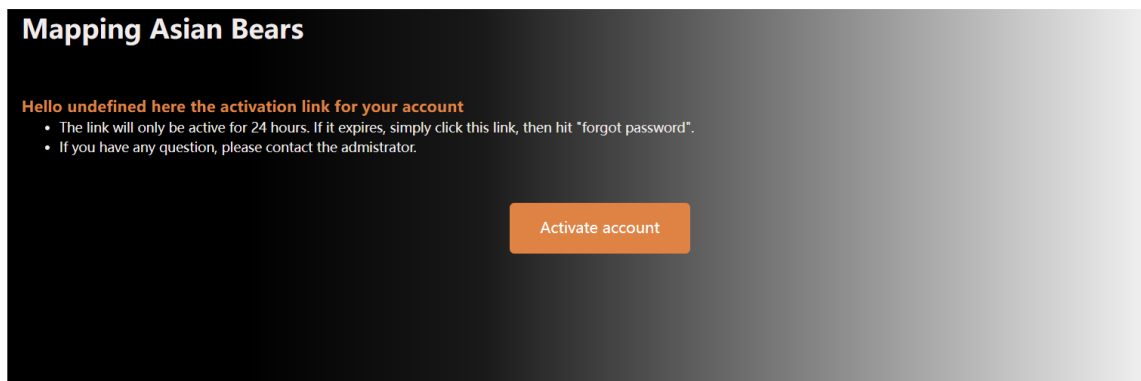 Mapping Asian Bears
Hello undefined here the activation link for your account
• The link will only be active for 24 hours. If it expires, simply click this link, then hit "forgot password".
• If you have any question, please contact the admistrator.
Activate account